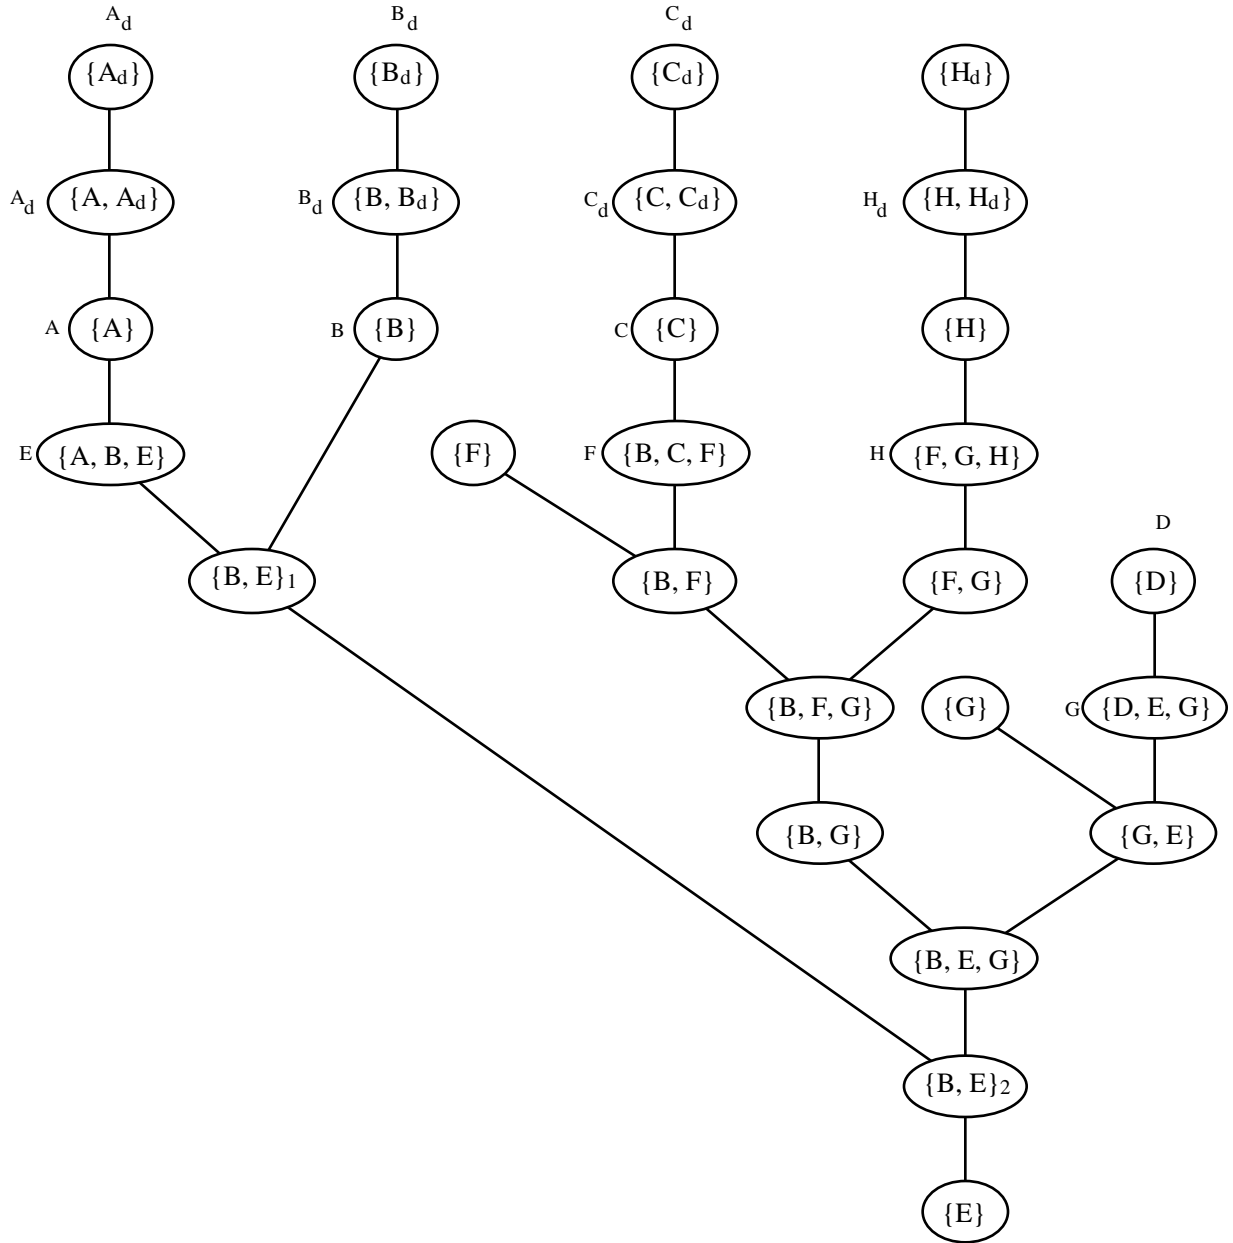 A_d B_d C_d
{A_d} {B_d} {C_d} {H_d}
A_d {A, A_d} B_d {B, B_d} C_d {C, C_d} H_d {H, H_d}
A {A} B {B} C {C} {H}
E {A, B, E} {F} F {B, C, F} H {F, G, H}
D
{B, E}_1 {B, F} {F, G} {D}
{B, F, G} {G} G {D, E, G}
{B, G} {G, E}
{B, E, G}
{B, E}_2
{E}